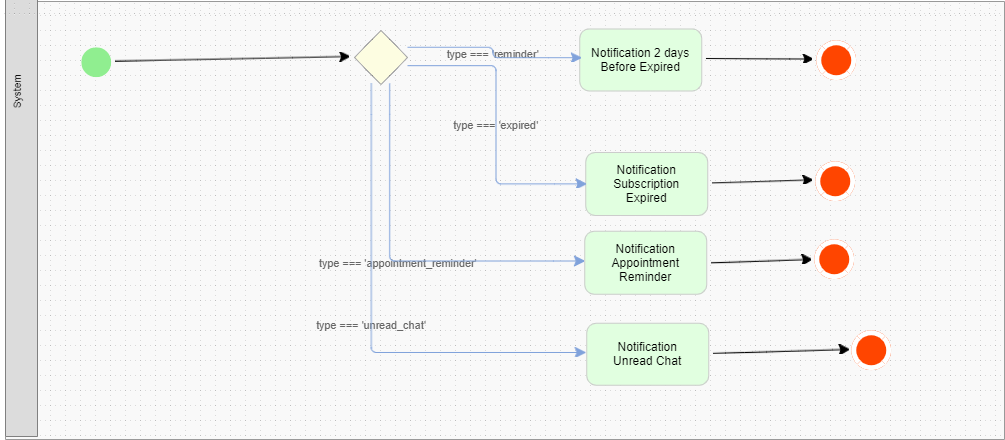 System
type === 'reminder'
Notification 2 days
Before Expired
type === 'expired'
Notification
Subscription
Expired
type === 'appointment_reminder'
Notification
Appointment
Reminder
type === 'unread_chat'
Notification
Unread Chat